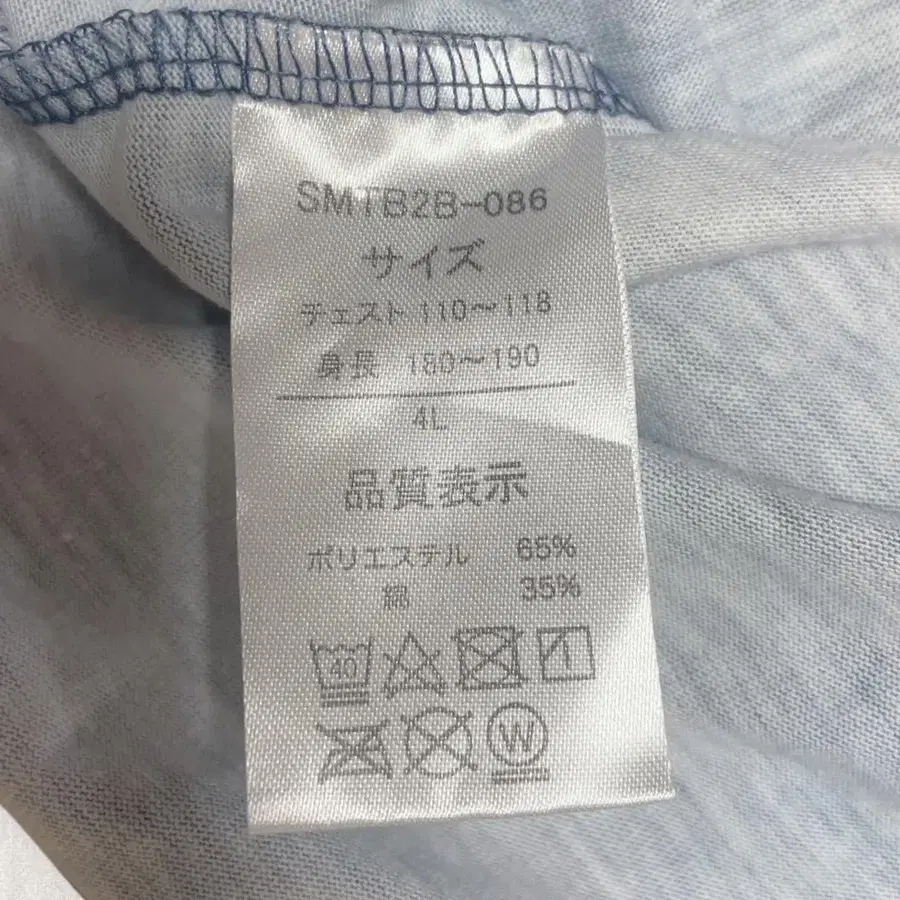 SMTB2B-086
サイズ
チェスト 110～118
身長 180～190
4L
品質表示
ポリエステル 65%
綿 35%
40
W